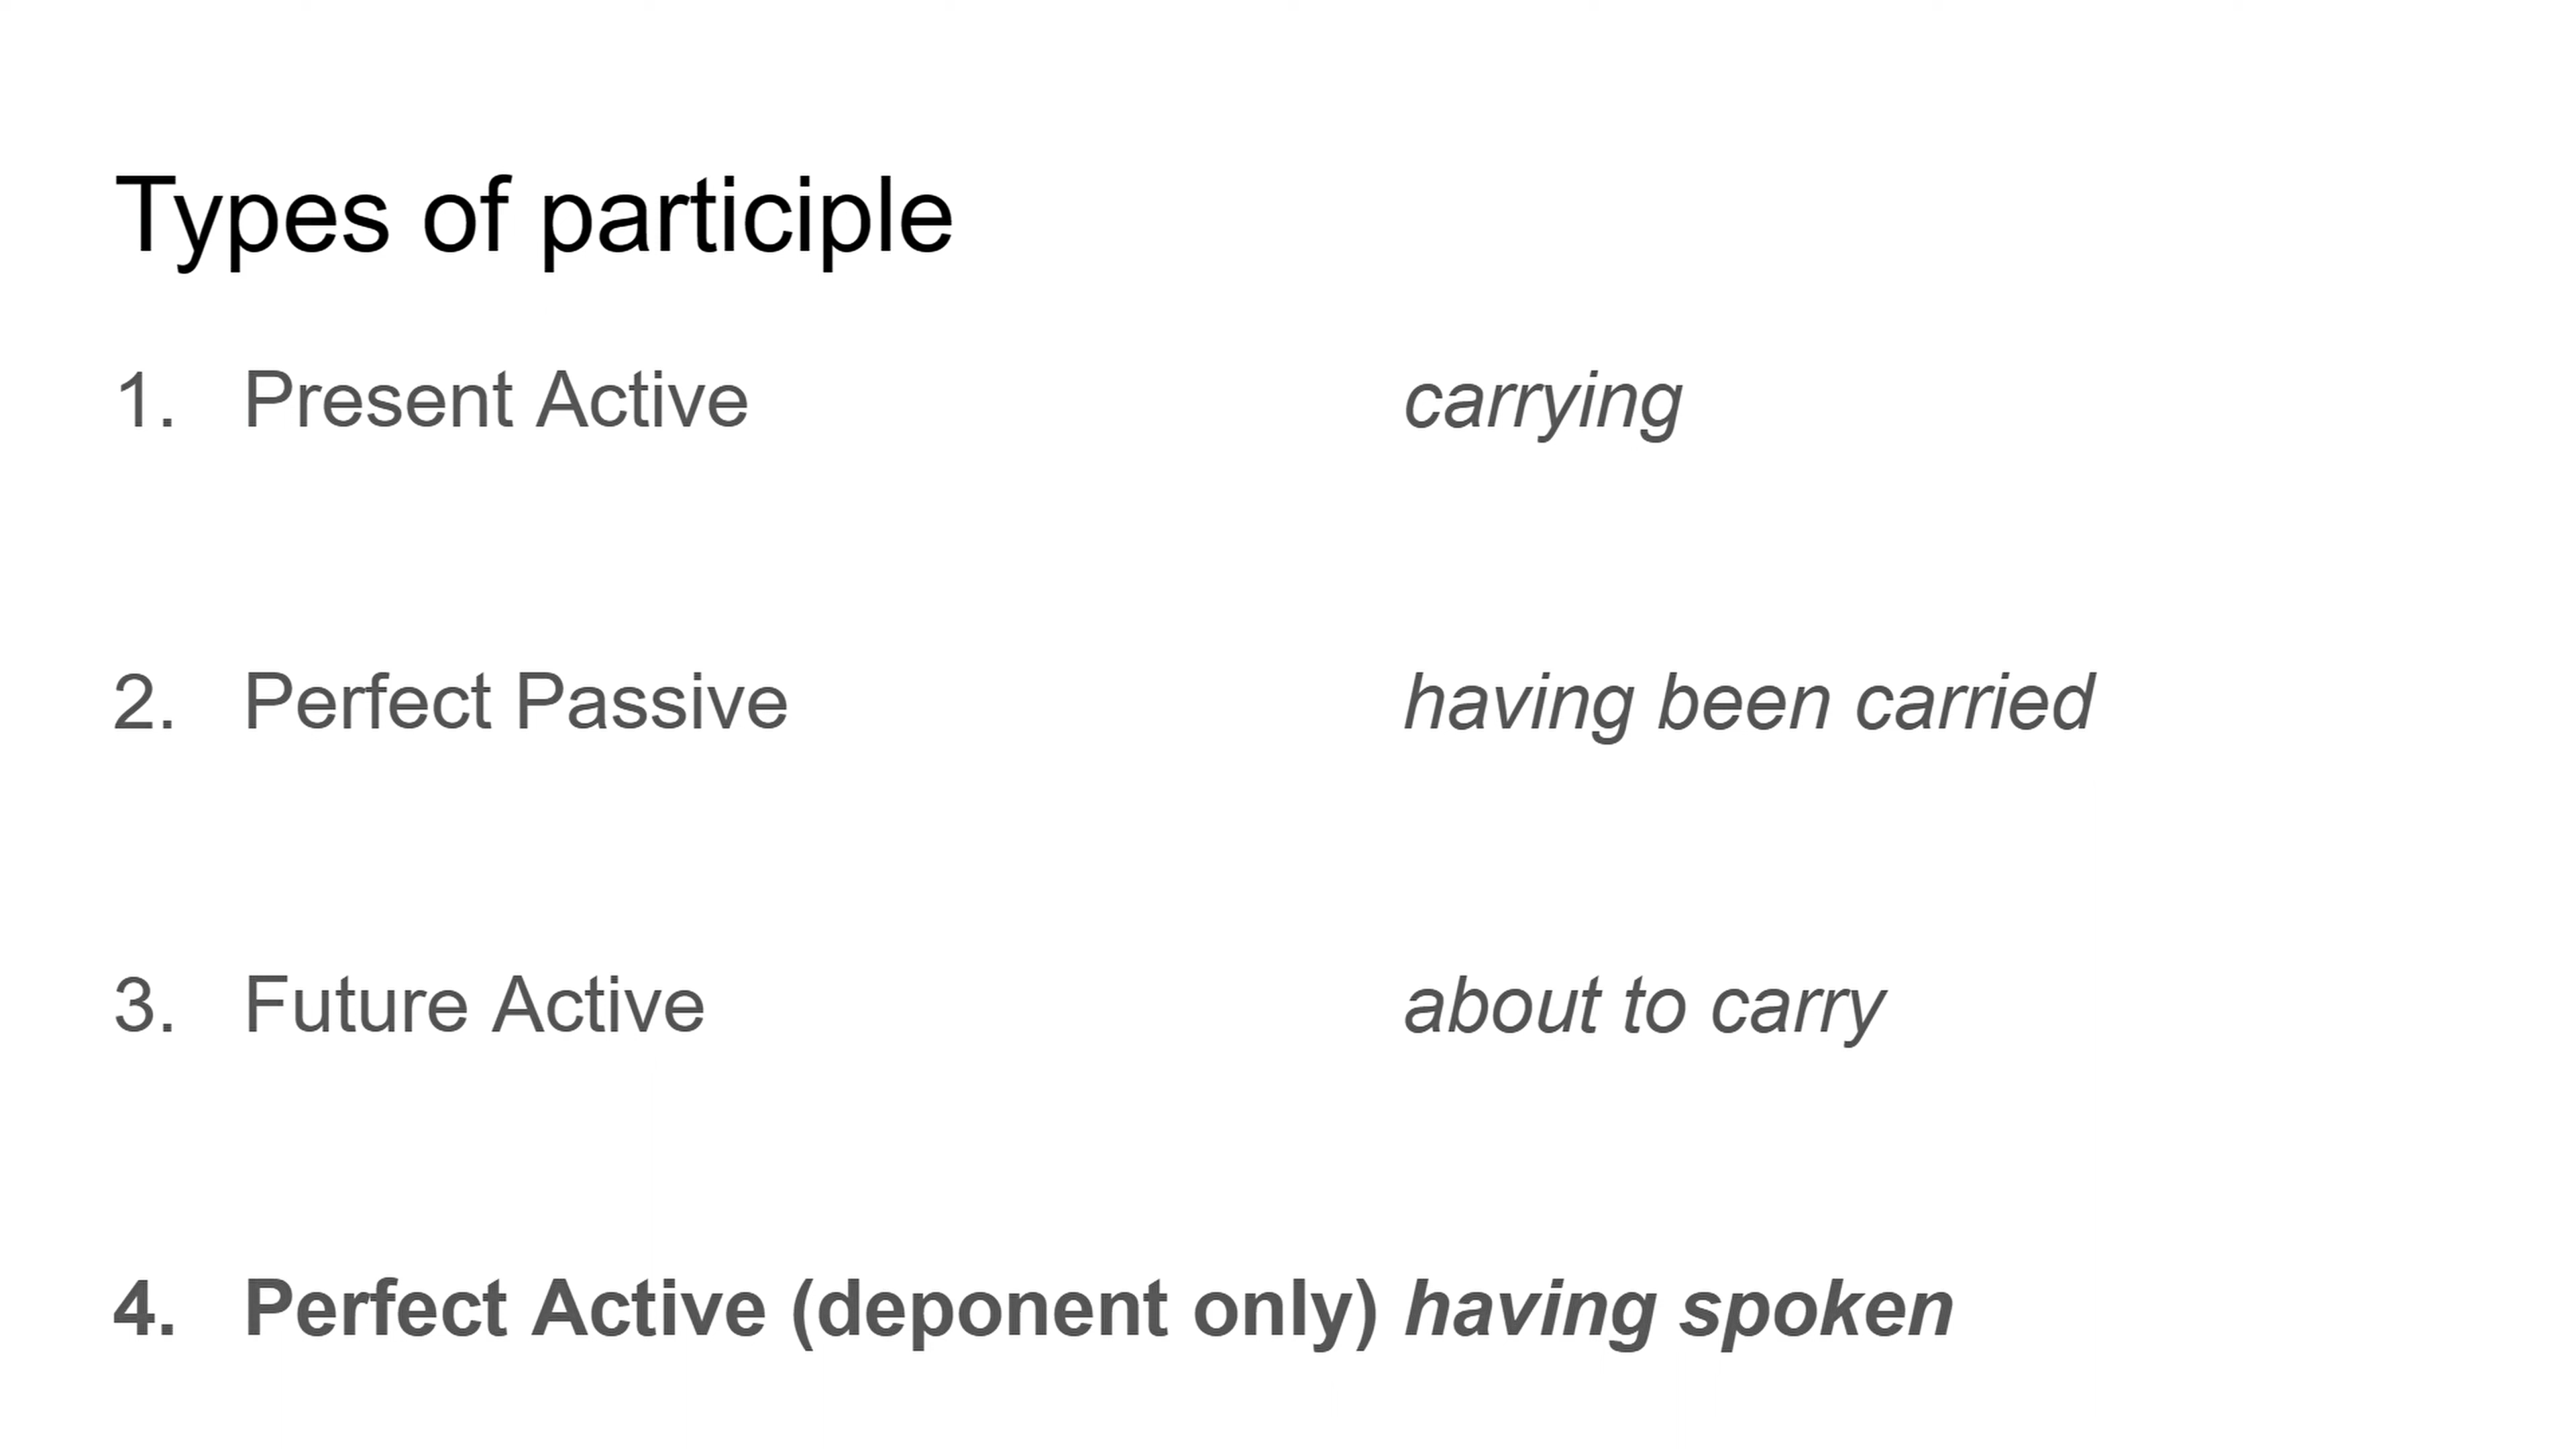 Types of participle
1. Present Active carrying
2. Perfect Passive having been carried
3. Future Active about to carry
4. Perfect Active (deponent only) having spoken